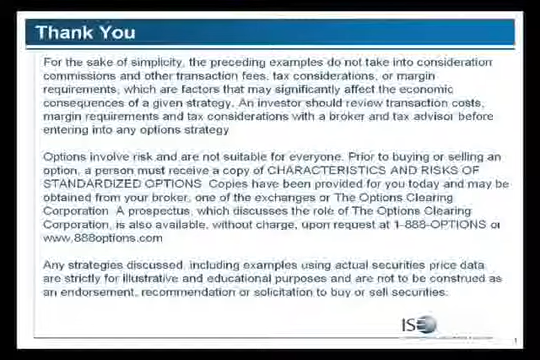 Thank You
For the sake of simplicity, the preceding examples do not take into consideration
commissions and other transaction fees, tax considerations, or margin
requirements, which are factors that may significantly affect the economic
consequences of a given strategy. An investor should review transaction costs,
margin requirements and tax considerations with a broker and tax advisor before
entering into any options strategy
Options involve risk and are not suitable for everyone. Prior to buying or selling an
option, a person must receive a copy of CHARACTERISTICS AND RISKS OF
STANDARDIZED OPTIONS. Copies have been provided for you today and may be
obtained from your broker, one of the exchanges or The Options Clearing
Corporation. A prospectus, which discusses the role of The Options Clearing
Corporation, is also available, without charge, upon request at 1-888-OPTIONS or
www.888options.com
Any strategies discussed, including examples using actual securities price data,
are strictly for illustrative and educational purposes and are not to be construed as
an endorsement, recommendation or solicitation to buy or sell securities.
ISE
1